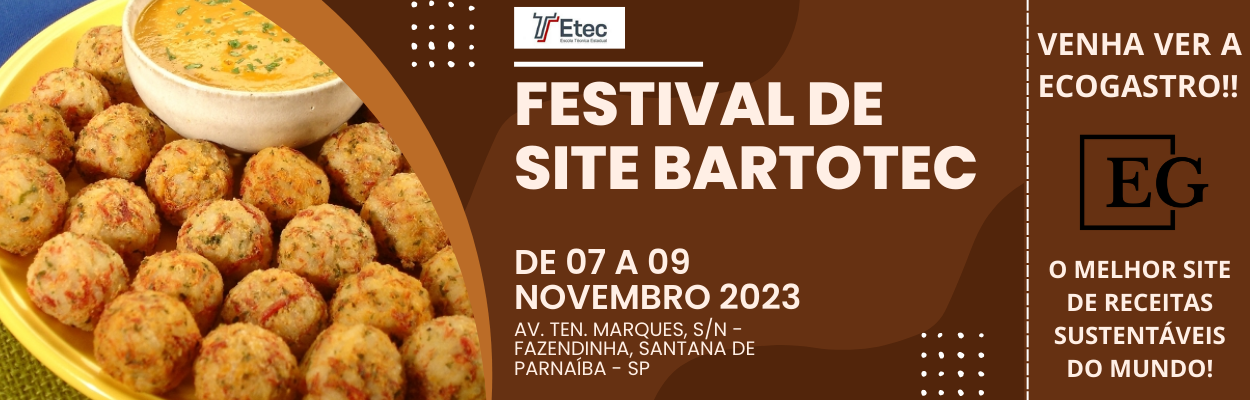 Etec
Escola Técnica Estadual
FESTIVAL DE
SITE BARTOTEC
DE 07 A 09
NOVEMBRO 2023
AV. TEN. MARQUES, S/N -
FAZENDINHA, SANTANA DE
PARNAÍBA - SP
VENHA VER A
ECOGASTRO!!
EG
O MELHOR SITE
DE RECEITAS
SUSTENTÁVEIS
DO MUNDO!